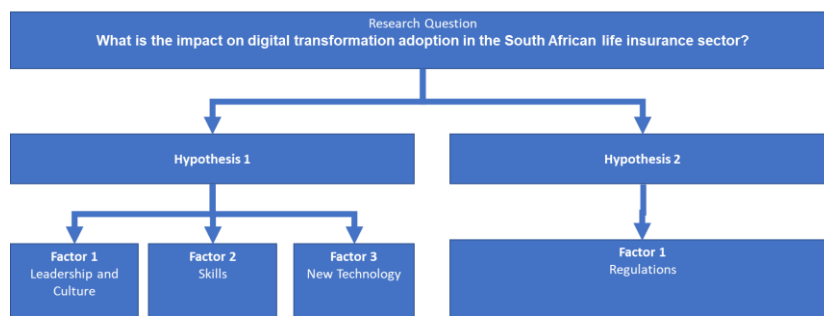 Research Question
What is the impact on digital transformation adoption in the South African life insurance sector?
Hypothesis 1
Hypothesis 2
Factor 1
Leadership and
Culture
Factor 2
Skills
Factor 3
New Technology
Factor 1
Regulations